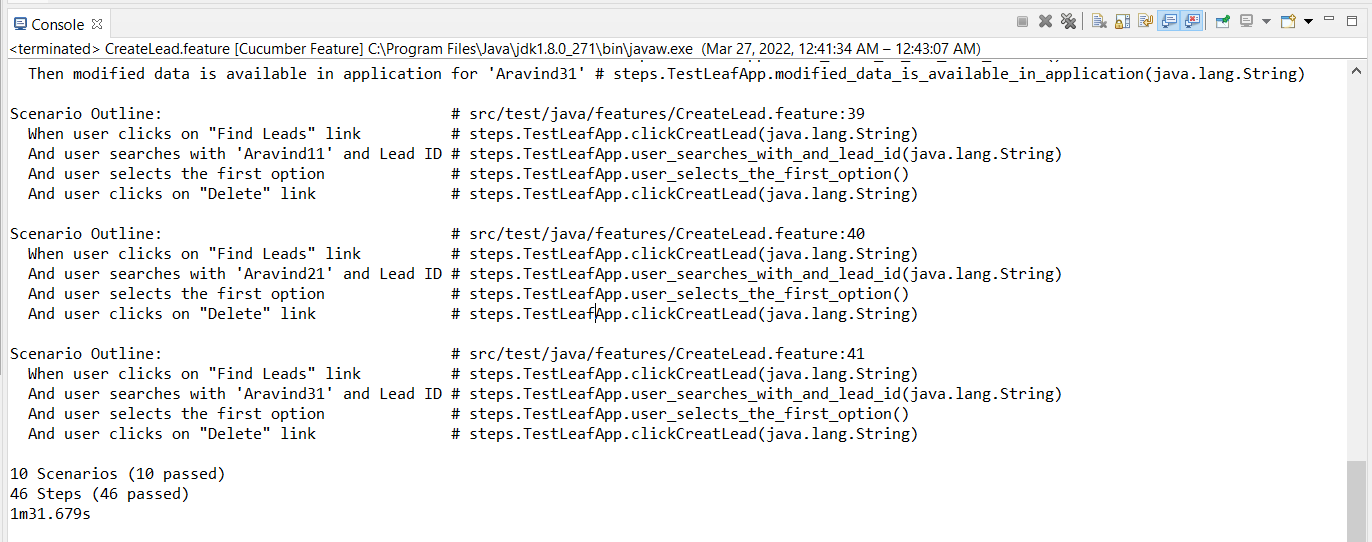 Console
<terminated> CreateLead.feature [Cucumber Feature] C:\Program Files\Java\jdk1.8.0_271\bin\javaw.exe (Mar 27, 2022, 12:41:34 AM – 12:43:07 AM)
Then modified data is available in application for 'Aravind31' # steps.TestLeafApp.modified_data_is_available_in_application(java.lang.String)
Scenario Outline: # src/test/java/features/CreateLead.feature:39
When user clicks on "Find Leads" link # steps.TestLeafApp.clickCreatLead(java.lang.String)
And user searches with 'Aravind11' and Lead ID # steps.TestLeafApp.user_searches_with_and_lead_id(java.lang.String)
And user selects the first option # steps.TestLeafApp.user_selects_the_first_option()
And user clicks on "Delete" link # steps.TestLeafApp.clickCreatLead(java.lang.String)
Scenario Outline: # src/test/java/features/CreateLead.feature:40
When user clicks on "Find Leads" link # steps.TestLeafApp.clickCreatLead(java.lang.String)
And user searches with 'Aravind21' and Lead ID # steps.TestLeafApp.user_searches_with_and_lead_id(java.lang.String)
And user selects the first option # steps.TestLeafApp.user_selects_the_first_option()
And user clicks on "Delete" link # steps.TestLeafApp.clickCreatLead(java.lang.String)
Scenario Outline: # src/test/java/features/CreateLead.feature:41
When user clicks on "Find Leads" link # steps.TestLeafApp.clickCreatLead(java.lang.String)
And user searches with 'Aravind31' and Lead ID # steps.TestLeafApp.user_searches_with_and_lead_id(java.lang.String)
And user selects the first option # steps.TestLeafApp.user_selects_the_first_option()
And user clicks on "Delete" link # steps.TestLeafApp.clickCreatLead(java.lang.String)
10 Scenarios (10 passed)
46 Steps (46 passed)
1m31.679s